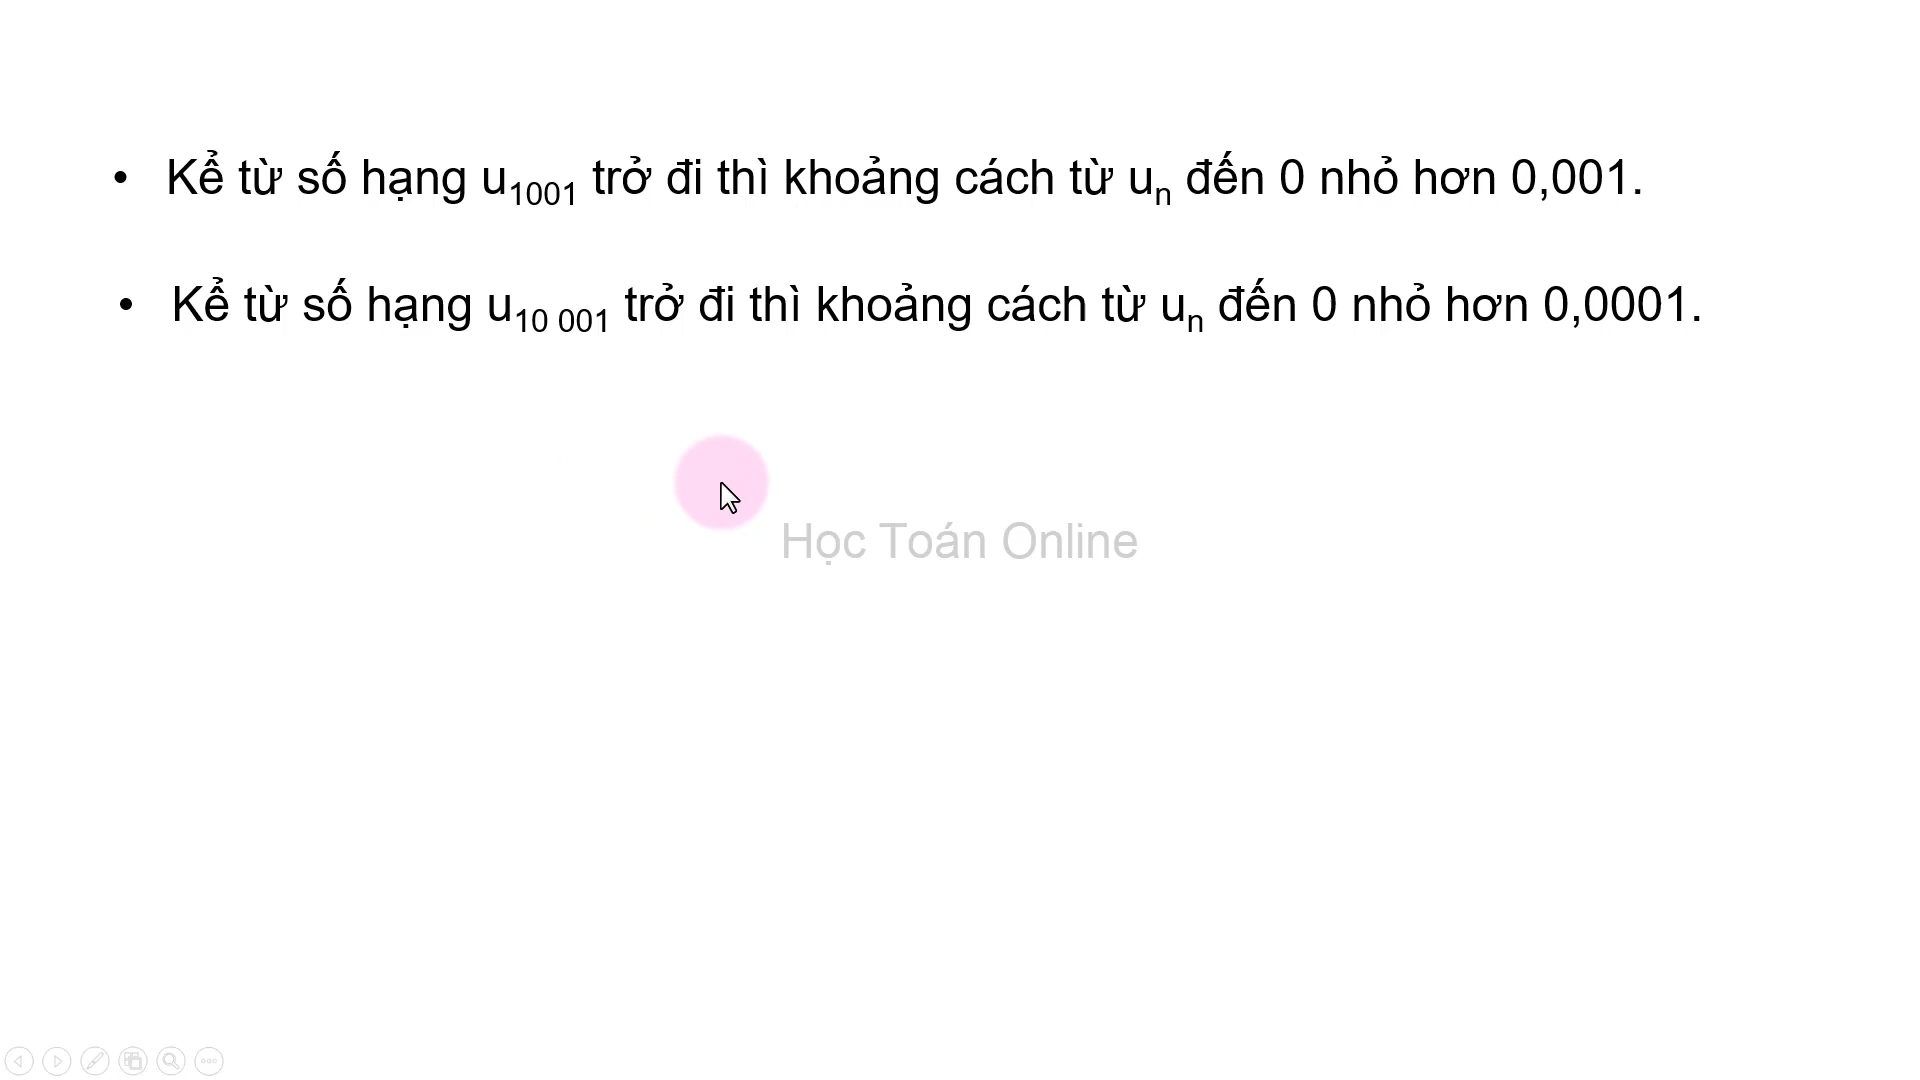 • Kể từ số hạng u₁₀₀₁ trở đi thì khoảng cách từ uₙ đến 0 nhỏ hơn 0,001.
• Kể từ số hạng u₁₀ ₀₀₁ trở đi thì khoảng cách từ uₙ đến 0 nhỏ hơn 0,0001.
Học Toán Online